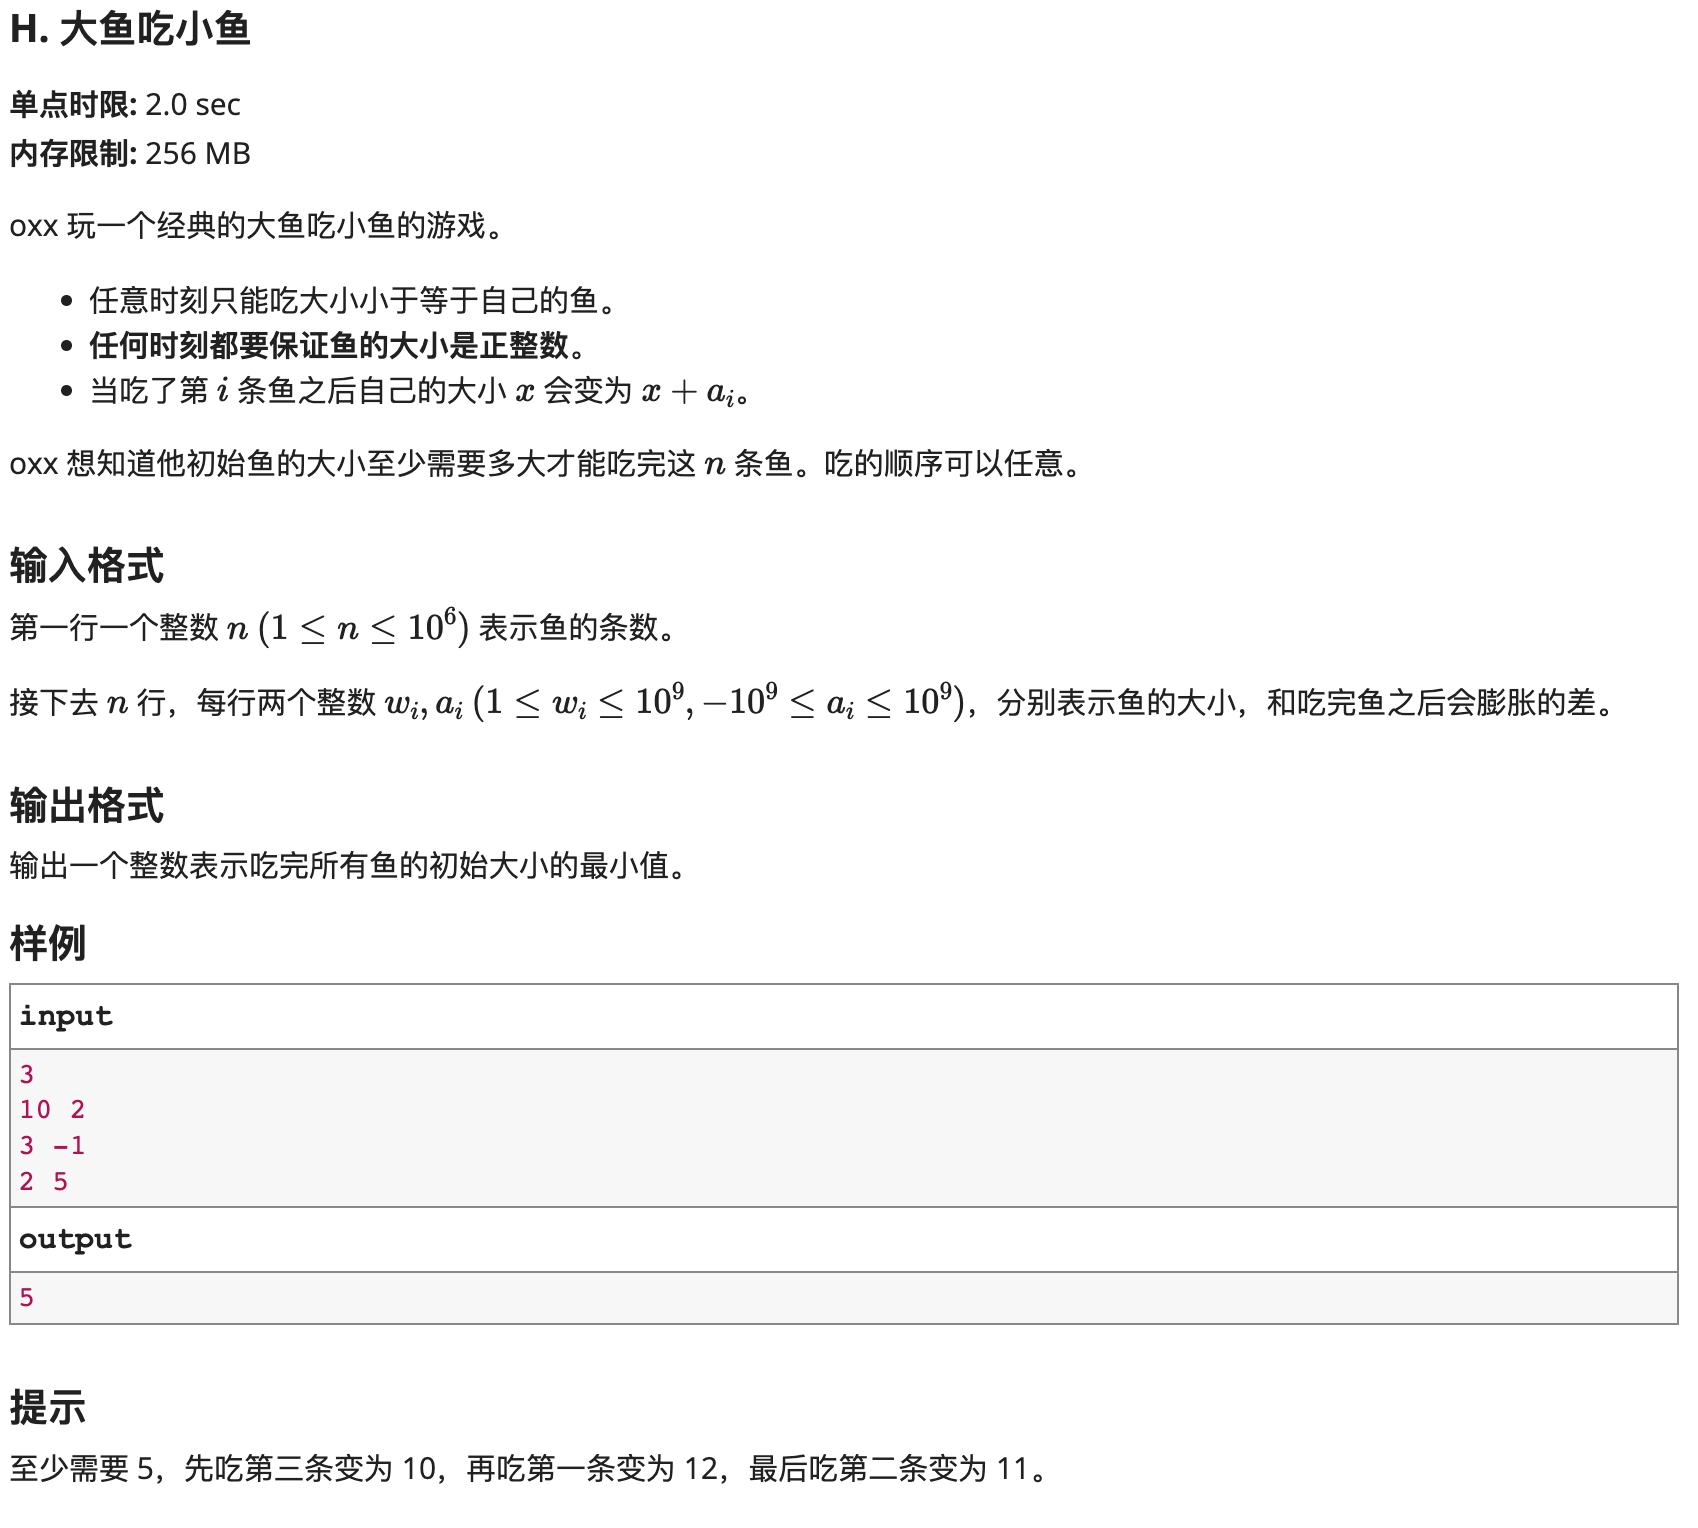 H. 大鱼吃小鱼
单点时限: 2.0 sec
内存限制: 256 MB
oxx 玩一个经典的大鱼吃小鱼的游戏。
• 任意时刻只能吃大小小于等于自己的鱼。
• 任何时刻都要保证鱼的大小是正整数。
• 当吃了第 i 条鱼之后自己的大小 x 会变为 x + a_i。
oxx 想知道他初始鱼的大小至少需要多大才能吃完这 n 条鱼。吃的顺序可以任意。
输入格式
第一行一个整数 n (1 ≤ n ≤ 10^6) 表示鱼的条数。
接下去 n 行，每行两个整数 w_i, a_i (1 ≤ w_i ≤ 10^9, −10^9 ≤ a_i ≤ 10^9)，分别表示鱼的大小，和吃完鱼之后会膨胀的差。
输出格式
输出一个整数表示吃完所有鱼的初始大小的最小值。
样例
input
3
10 2
3 -1
2 5
output
5
提示
至少需要 5，先吃第三条变为 10，再吃第一条变为 12，最后吃第二条变为 11。